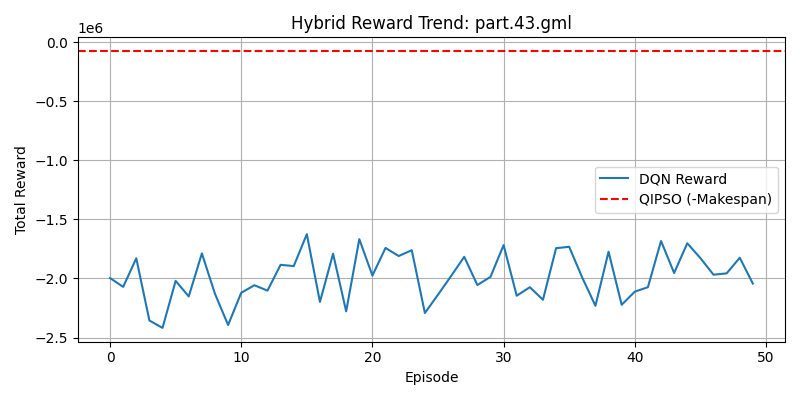 Hybrid Reward Trend: part.43.gml
1e6
0.0
−0.5
−1.0
−1.5
−2.0
−2.5
Total Reward
DQN Reward
QIPSO (-Makespan)
0 10 20 30 40 50
Episode